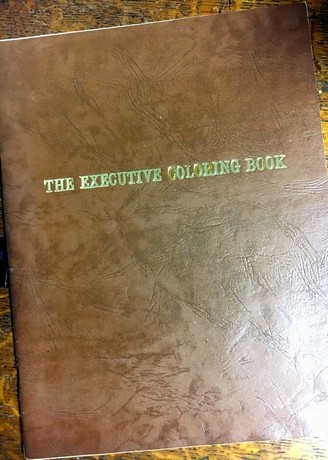 THE EXECUTIVE COLORING BOOK